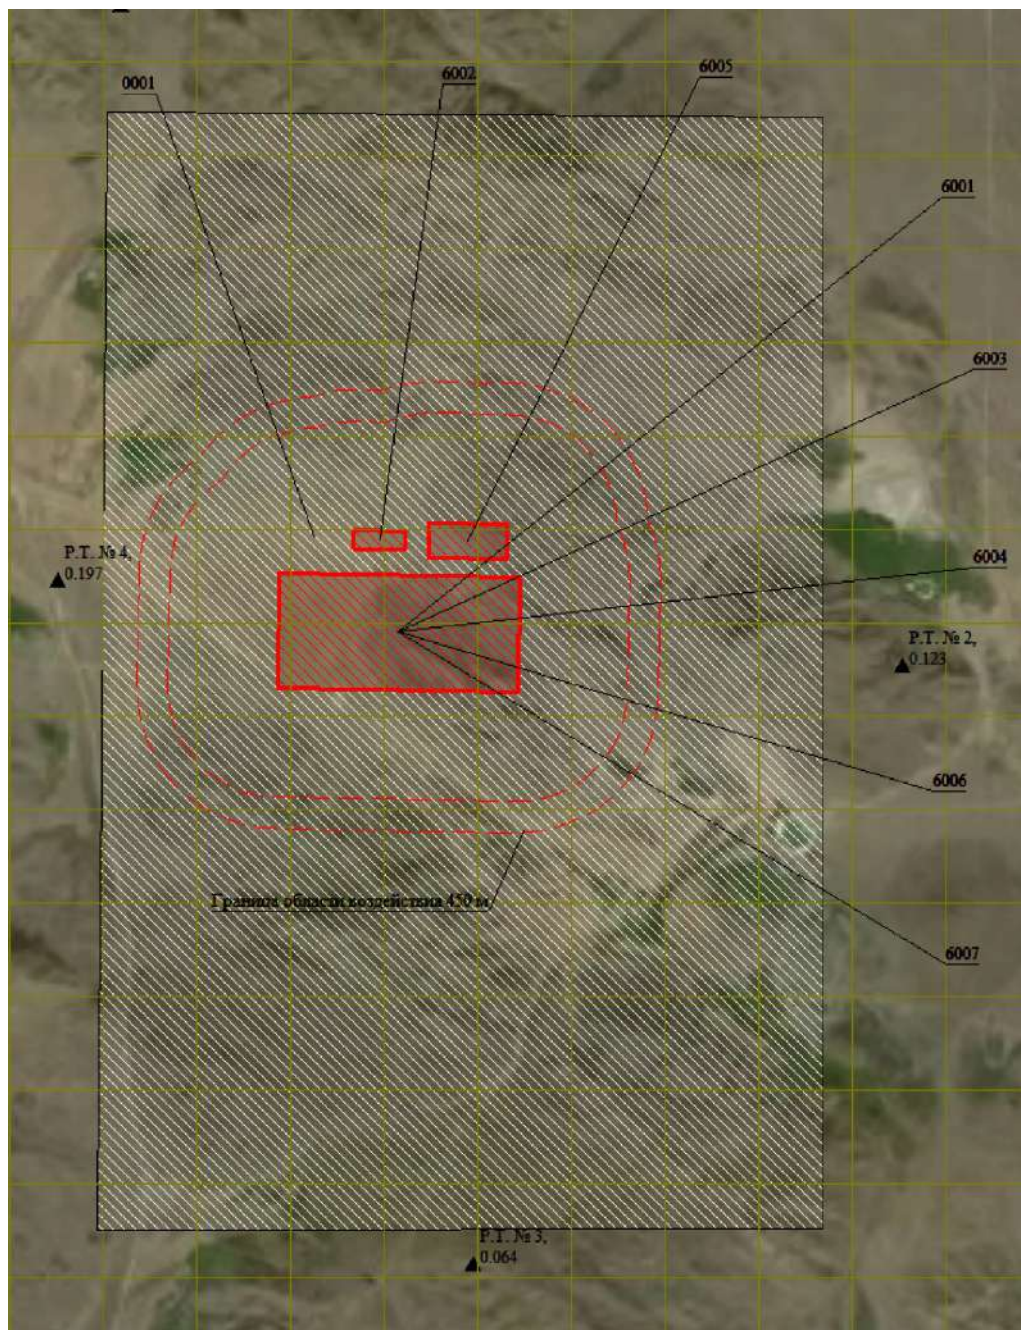 6005
6002
0001
6001
6003
Р.Т. № 4,
0.197
6004
Р.Т. № 2,
0.123
6006
Граница области воздействия 450 м
6007
Р.Т. № 3,
0.064